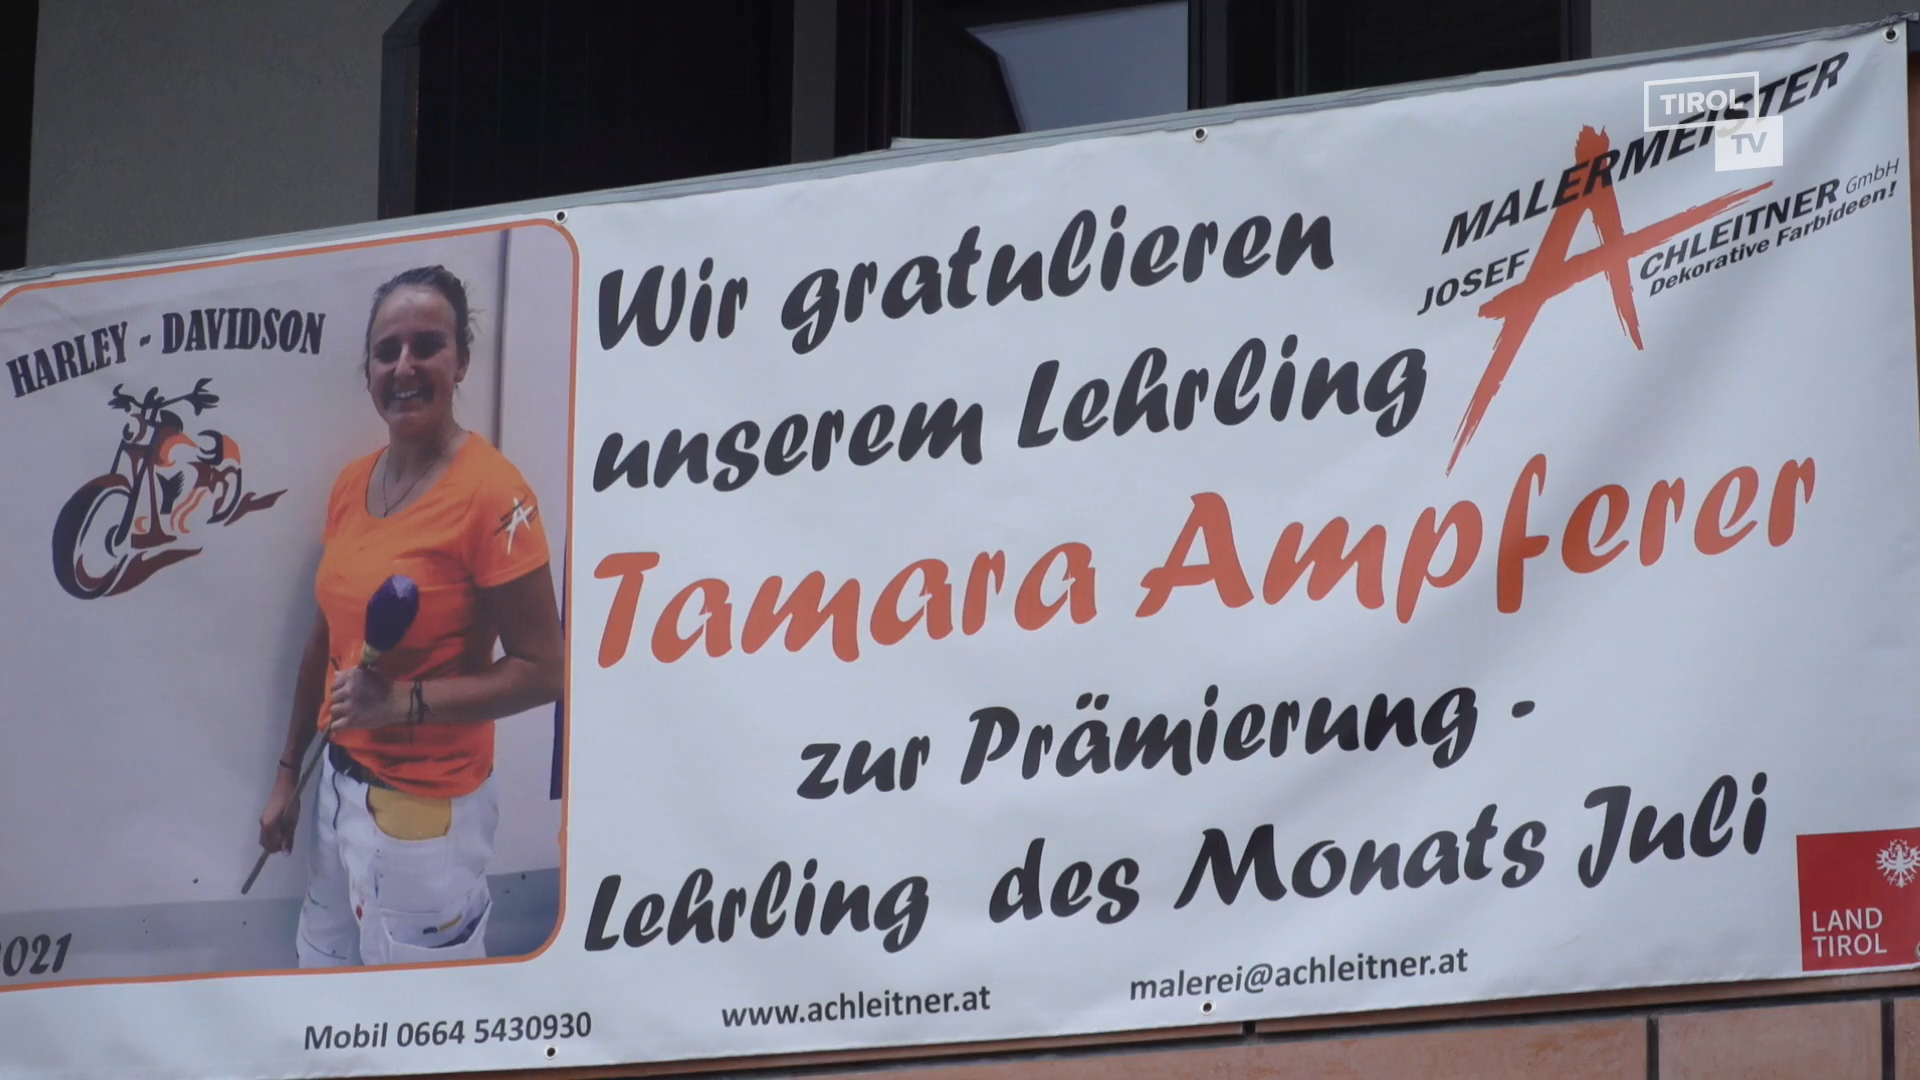 TIROL
TV
MALERMEISTER
JOSEF ACHLEITNER GmbH
Dekorative Farbideen!
HARLEY - DAVIDSON
Wir gratulieren
unserem Lehrling
Tamara Ampferer
zur Prämierung -
Lehrling des Monats Juli
2021
LAND
TIROL
Mobil 0664 5430930
www.achleitner.at
malerei@achleitner.at